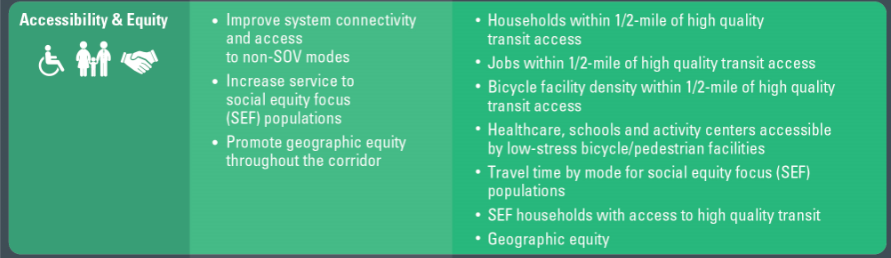 Accessibility & Equity
• Improve system connectivity
and access
to non-SOV modes
• Increase service to
social equity focus
(SEF) populations
• Promote geographic equity
throughout the corridor
• Households within 1/2-mile of high quality
transit access
• Jobs within 1/2-mile of high quality transit access
• Bicycle facility density within 1/2-mile of high quality
transit access
• Healthcare, schools and activity centers accessible
by low-stress bicycle/pedestrian facilities
• Travel time by mode for social equity focus (SEF)
populations
• SEF households with access to high quality transit
• Geographic equity